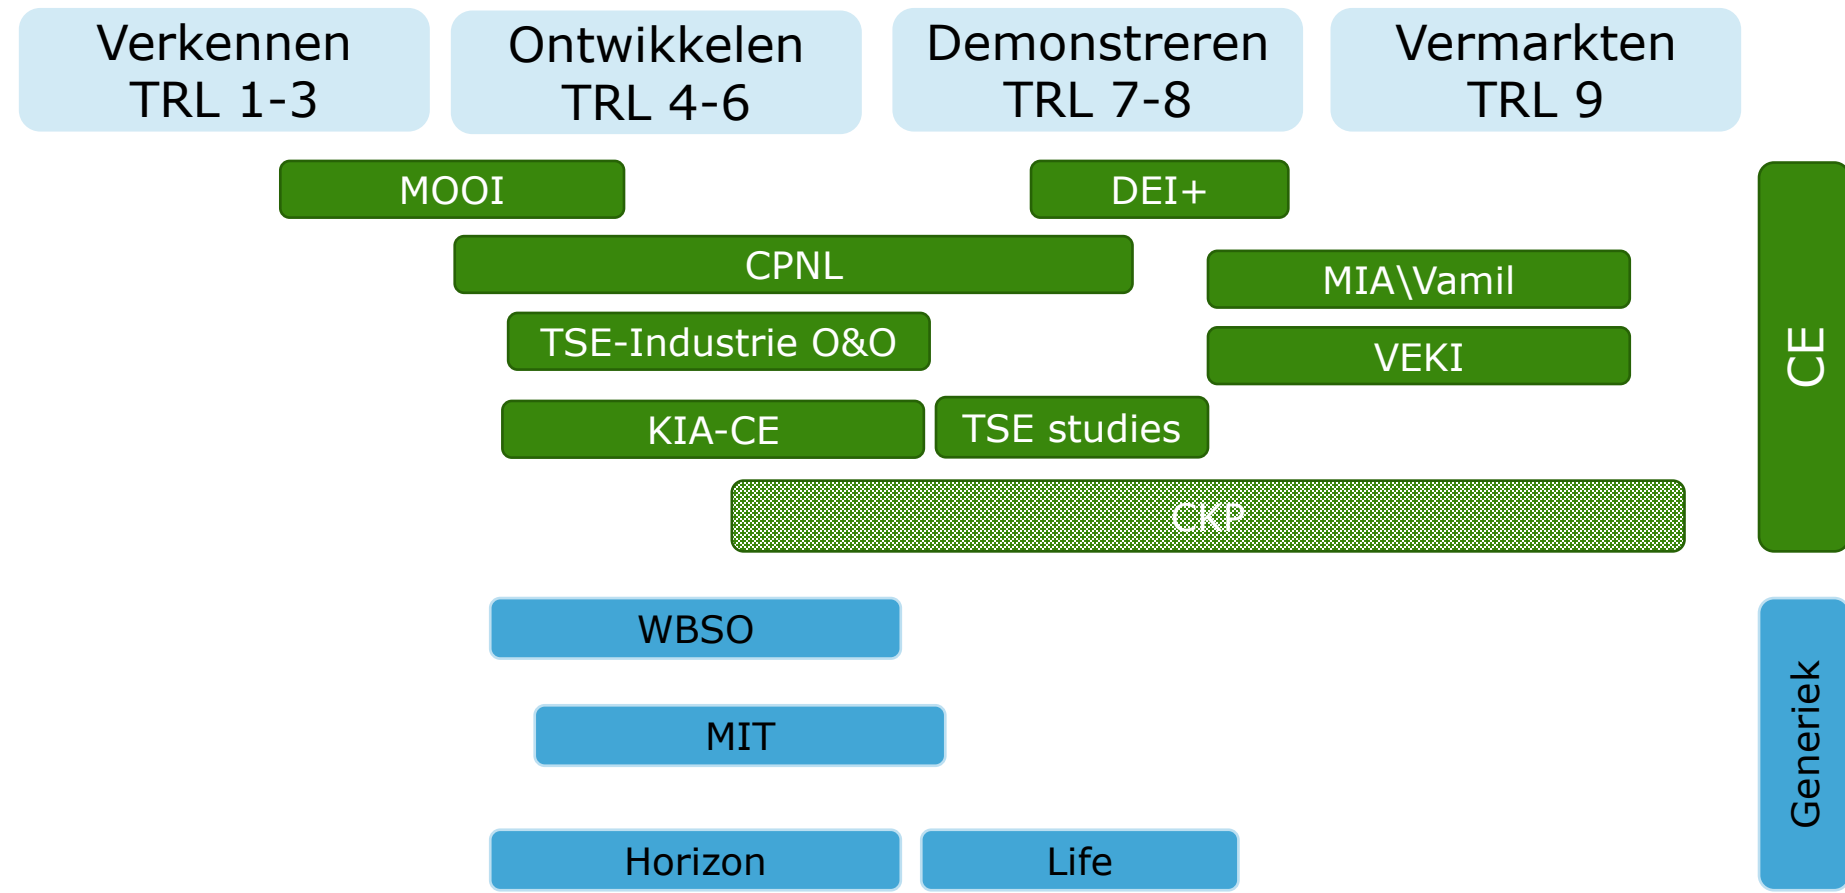 Verkennen
TRL 1-3
Ontwikkelen
TRL 4-6
Demonstreren
TRL 7-8
Vermarkten
TRL 9
MOOI
DEI+
CPNL
MIA\Vamil
TSE-Industrie O&O
VEKI
KIA-CE
TSE studies
CKP
CE
WBSO
MIT
Horizon
Life
Generiek